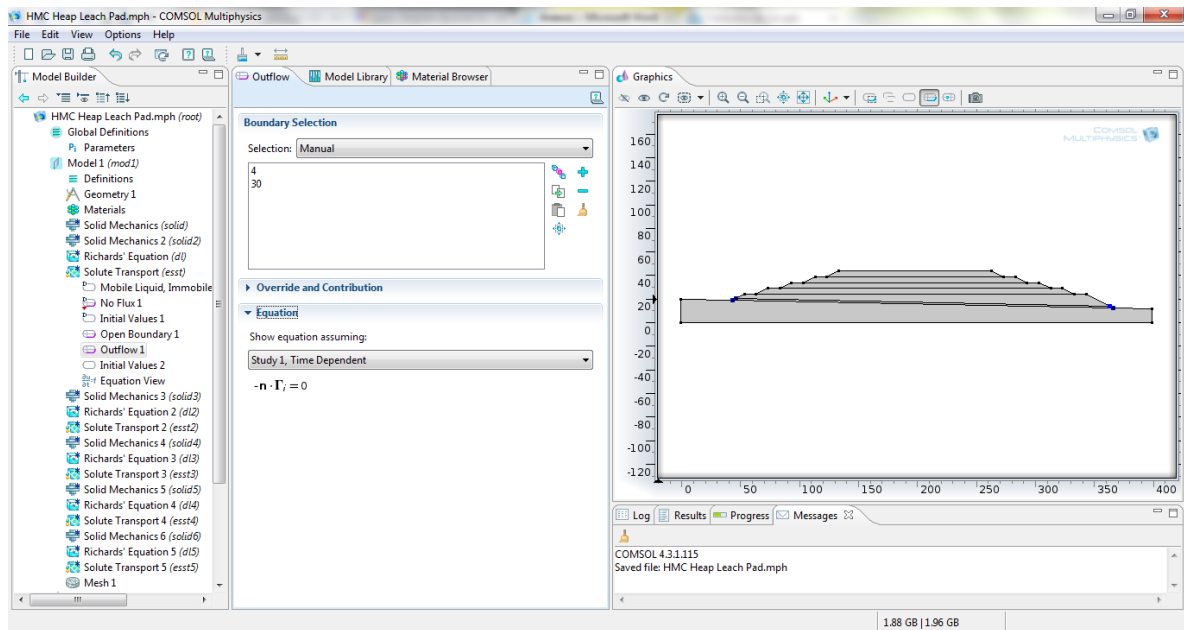 HMC Heap Leach Pad.mph - COMSOL Multiphysics
File Edit View Options Help
Model Builder
HMC Heap Leach Pad.mph (root)
Global Definitions
Pi Parameters
Model 1 (mod1)
Definitions
Geometry 1
Materials
Solid Mechanics (solid)
Solid Mechanics 2 (solid2)
Richards' Equation (dl)
Solute Transport (esst)
Mobile Liquid, Immobile
No Flux 1
Initial Values 1
Open Boundary 1
Outflow 1
Initial Values 2
Equation View
Solid Mechanics 3 (solid3)
Richards' Equation 2 (dl2)
Solute Transport 2 (esst2)
Solid Mechanics 4 (solid4)
Richards' Equation 3 (dl3)
Solute Transport 3 (esst3)
Solid Mechanics 5 (solid5)
Richards' Equation 4 (dl4)
Solute Transport 4 (esst4)
Solid Mechanics 6 (solid6)
Richards' Equation 5 (dl5)
Solute Transport 5 (esst5)
Mesh 1
Outflow Model Library Material Browser
Boundary Selection
Selection: Manual
4
30
Override and Contribution
Equation
Show equation assuming:
Study 1, Time Dependent
-n · Γi = 0
Graphics
COMSOL
MULTIPHYSICS
160
140
120
100
80
60
40
20
0
-20
-40
-60
-80
-100
-120
0 50 100 150 200 250 300 350 400
Log Results Progress Messages
COMSOL 4.3.1.115
Saved file: HMC Heap Leach Pad.mph
1.88 GB | 1.96 GB